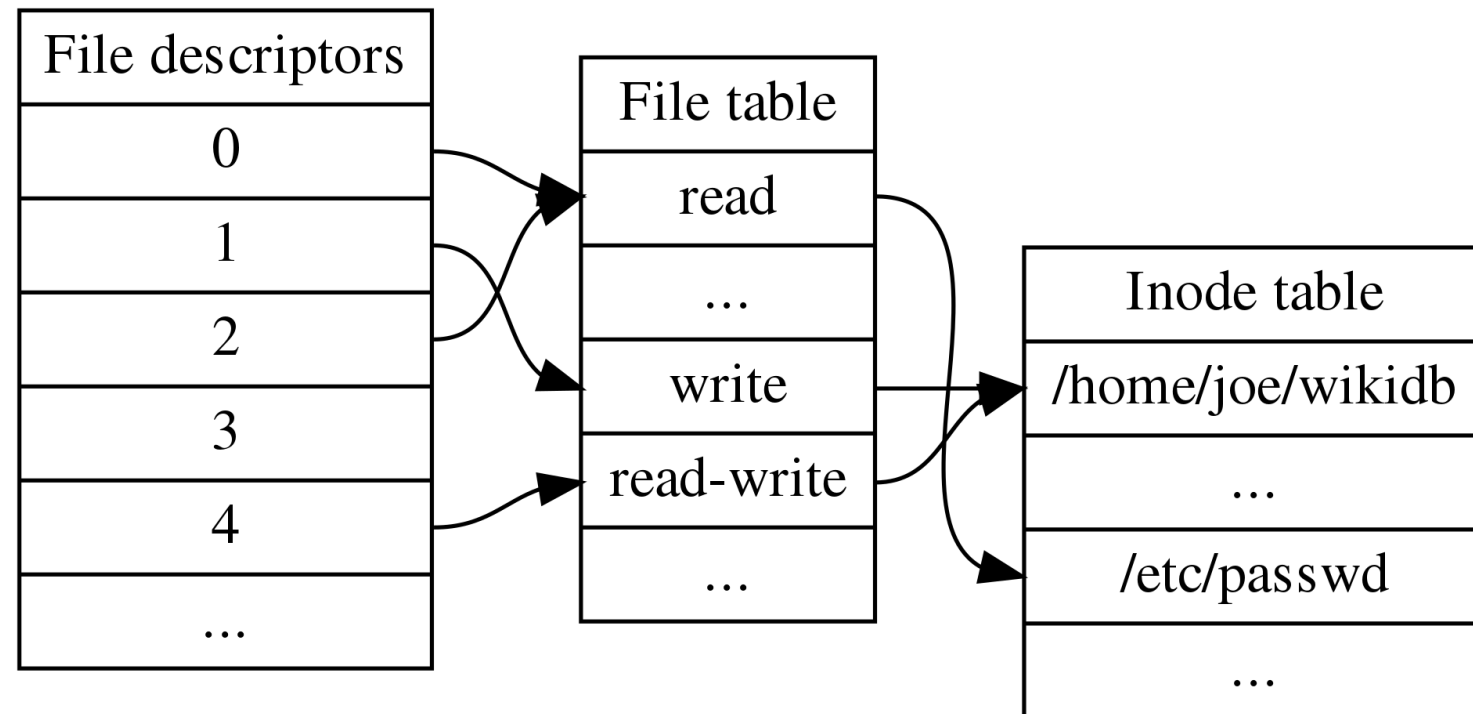 File descriptors
0
1
2
3
4
...
File table
read
...
write
read-write
...
Inode table
/home/joe/wikidb
...
/etc/passwd
...